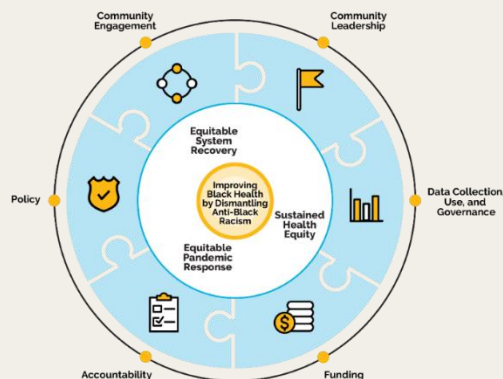 Community
Engagement
Community
Leadership
Equitable
System
Recovery
Improving
Black Health
by Dismantling
Anti-Black
Racism
Policy
Data Collection,
Use, and
Governance
Sustained
Health
Equity
Equitable
Pandemic
Response
$
Accountability
Funding